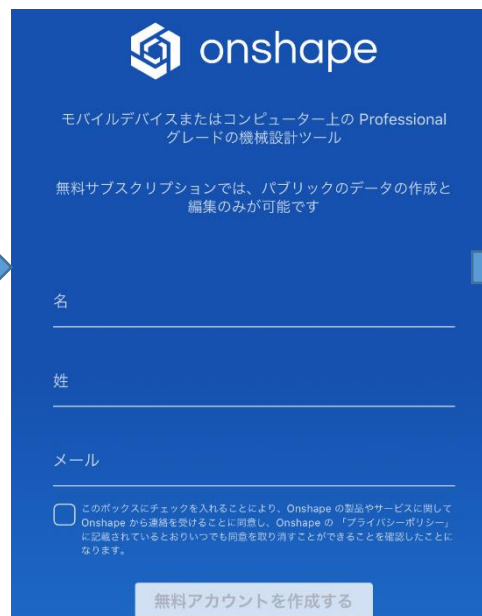 onshape
モバイルデバイスまたはコンピューター上の Professional
グレードの機械設計ツール
無料サブスクリプションでは、パブリックのデータの作成と
編集のみが可能です
名
姓
メール
このボックスにチェックを入れることにより、Onshape の製品やサービスに関して
Onshape から連絡を受けることに同意し、Onshape の 「プライバシーポリシー」
に記載されているとおりいつでも同意を取り消すことができることを確認したことに
なります。
無料アカウントを作成する